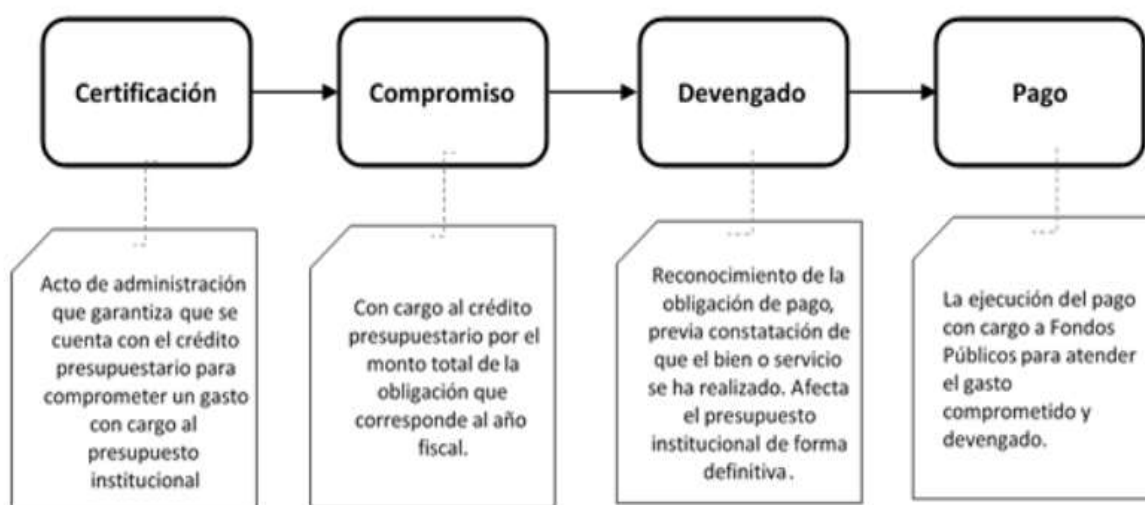 Certificación
Compromiso
Devengado
Pago
Acto de administración
que garantiza que se
cuenta con el crédito
presupuestario para
comprometer un gasto
con cargo al
presupuesto
institucional
Con cargo al crédito
presupuestario por el
monto total de la
obligación que
corresponde al año
fiscal.
Reconocimiento de la
obligación de pago,
previa constatación de
que el bien o servicio
se ha realizado. Afecta
el presupuesto
institucional de forma
definitiva.
La ejecución del pago
con cargo a Fondos
Públicos para atender
el gasto
comprometido y
devengado.